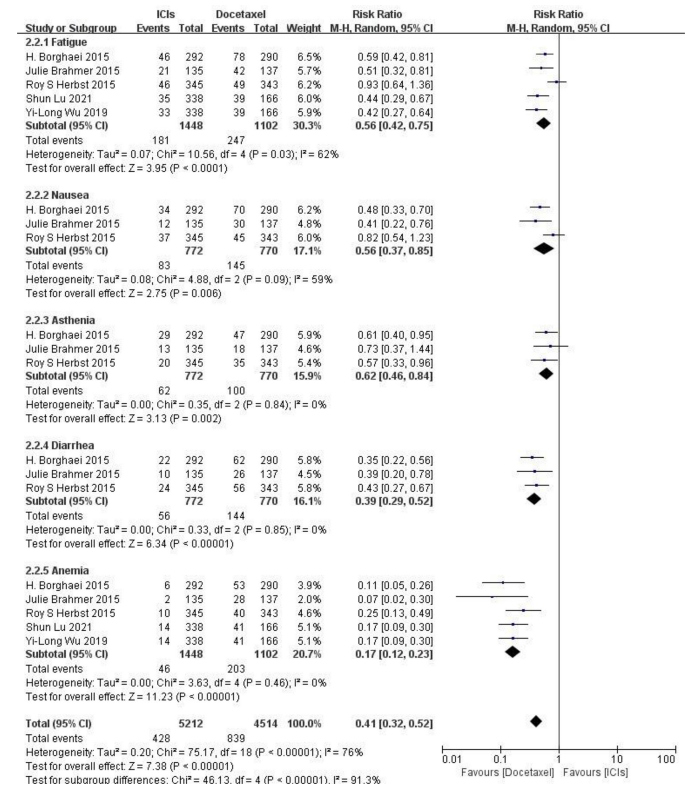 ICIs Docetaxel Risk Ratio Risk Ratio
Study or Subgroup Events Total Events Total Weight M-H, Random, 95% CI M-H, Random, 95% CI
2.2.1 Fatigue
H. Borghaei 2015 46 292 78 290 6.5% 0.59 [0.42, 0.81]
Julie Brahmer 2015 21 135 42 137 5.5% 0.51 [0.32, 0.81]
Roy S Herbst 2015 46 345 49 343 6.2% 0.93 [0.64, 1.36]
Shun Lu 2021 35 338 39 166 6.0% 0.44 [0.29, 0.67]
Yi-Long Wu 2019 33 338 39 166 6.0% 0.42 [0.27, 0.64]
Subtotal (95% CI) 1448 1102 30.3% 0.56 [0.42, 0.75]
Total events 181 247
Heterogeneity: Tau² = 0.07; Chi² = 10.56, df = 4 (P = 0.03); I² = 62%
Test for overall effect: Z = 3.95 (P < 0.0001)
2.2.2 Nausea
H. Borghaei 2015 34 292 70 290 6.2% 0.48 [0.33, 0.70]
Julie Brahmer 2015 12 135 30 137 4.8% 0.41 [0.22, 0.76]
Roy S Herbst 2015 37 345 45 343 6.0% 0.82 [0.54, 1.23]
Subtotal (95% CI) 772 770 17.1% 0.56 [0.37, 0.85]
Total events 83 145
Heterogeneity: Tau² = 0.08; Chi² = 4.88, df = 2 (P = 0.09); I² = 59%
Test for overall effect: Z = 2.75 (P = 0.006)
2.2.3 Asthenia
H. Borghaei 2015 29 292 47 290 5.9% 0.61 [0.40, 0.95]
Julie Brahmer 2015 13 135 18 137 4.6% 0.73 [0.37, 1.44]
Roy S Herbst 2015 20 345 35 343 5.4% 0.57 [0.33, 0.96]
Subtotal (95% CI) 772 770 15.9% 0.62 [0.46, 0.84]
Total events 62 100
Heterogeneity: Tau² = 0.00; Chi² = 0.35, df = 2 (P = 0.84); I² = 0%
Test for overall effect: Z = 3.13 (P = 0.002)
2.2.4 Diarrhea
H. Borghaei 2015 22 292 62 290 5.8% 0.35 [0.22, 0.56]
Julie Brahmer 2015 10 135 26 137 4.5% 0.39 [0.20, 0.78]
Roy S Herbst 2015 24 345 56 343 5.8% 0.43 [0.27, 0.67]
Subtotal (95% CI) 772 770 16.1% 0.39 [0.29, 0.52]
Total events 56 144
Heterogeneity: Tau² = 0.00; Chi² = 0.33, df = 2 (P = 0.85); I² = 0%
Test for overall effect: Z = 6.34 (P < 0.00001)
2.2.5 Anemia
H. Borghaei 2015 6 292 53 290 3.9% 0.11 [0.05, 0.26]
Julie Brahmer 2015 2 135 28 137 2.0% 0.07 [0.02, 0.30]
Roy S Herbst 2015 10 345 40 343 4.7% 0.25 [0.13, 0.49]
Shun Lu 2021 14 338 41 166 5.1% 0.17 [0.09, 0.30]
Yi-Long Wu 2019 14 338 41 166 5.1% 0.17 [0.09, 0.30]
Subtotal (95% CI) 1448 1102 20.7% 0.17 [0.12, 0.23]
Total events 46 203
Heterogeneity: Tau² = 0.00; Chi² = 3.63, df = 4 (P = 0.46); I² = 0%
Test for overall effect: Z = 11.23 (P < 0.00001)
Total (95% CI) 5212 4514 100.0% 0.41 [0.32, 0.52]
Total events 428 839
Heterogeneity: Tau² = 0.20; Chi² = 75.17, df = 18 (P < 0.00001); I² = 76%
Test for overall effect: Z = 7.38 (P < 0.00001)
Test for subgroup differences: Chi² = 46.13, df = 4 (P < 0.00001), I² = 91.3%
0.01 0.1 1 10 100
Favours [Docetaxel] Favours [ICIs]